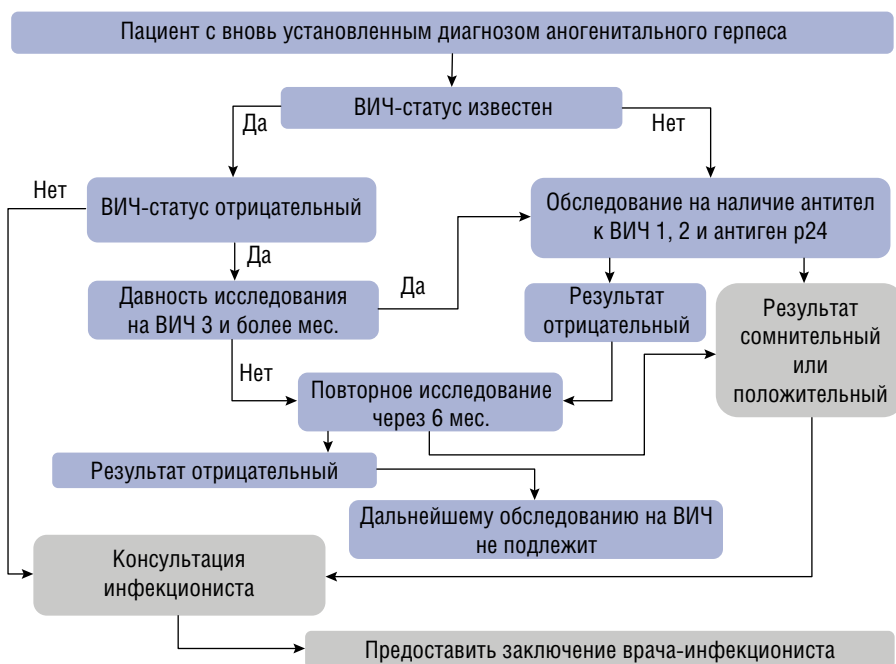 Пациент с вновь установленным диагнозом аногенитального герпеса
ВИЧ-статус известен
Да
Нет
Нет
ВИЧ-статус отрицательный
Обследование на наличие антител
к ВИЧ 1, 2 и антиген p24
Да
Давность исследования
на ВИЧ 3 и более мес.
Да
Результат
отрицательный
Результат
сомнительный
или
положительный
Нет
Повторное исследование
через 6 мес.
Результат отрицательный
Дальнейшему обследованию на ВИЧ
не подлежит
Консультация
инфекциониста
Предоставить заключение врача-инфекциониста